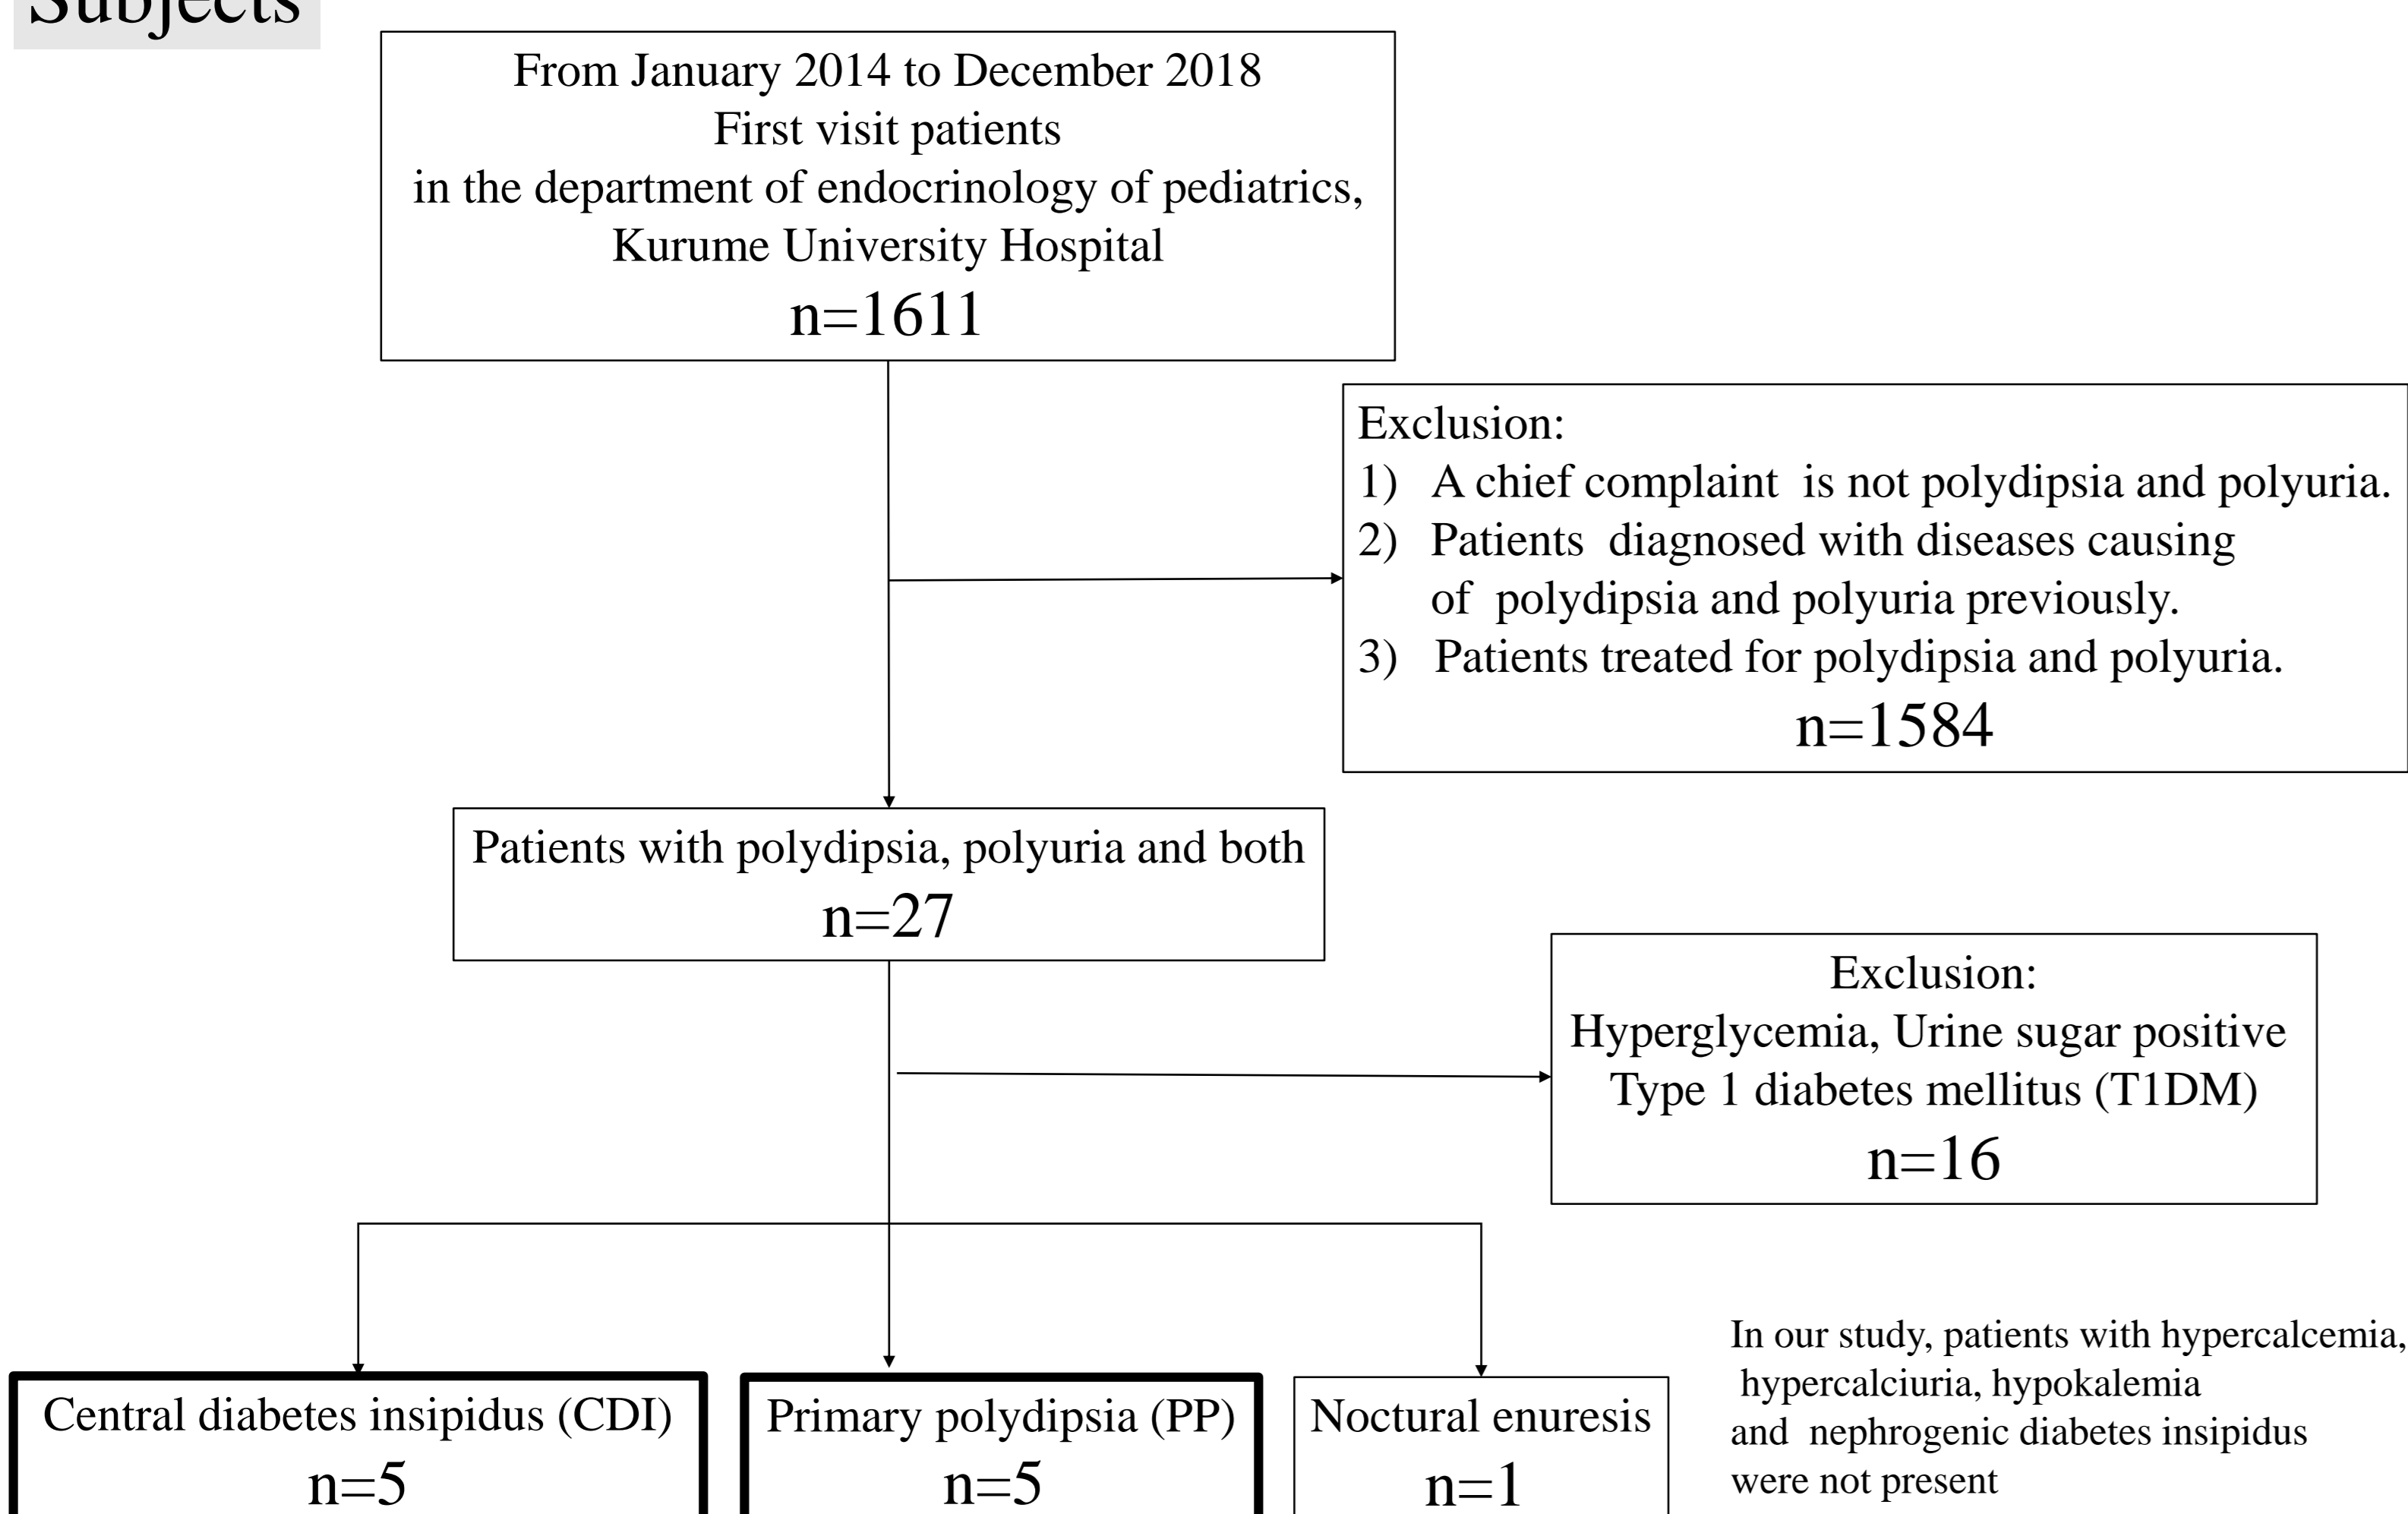 Subjects
From January 2014 to December 2018
First visit patients
in the department of endocrinology of pediatrics,
Kurume University Hospital
n=1611
Exclusion:
1) A chief complaint is not polydipsia and polyuria.
2) Patients diagnosed with diseases causing
of polydipsia and polyuria previously.
3) Patients treated for polydipsia and polyuria.
n=1584
Patients with polydipsia, polyuria and both
n=27
Exclusion:
Hyperglycemia, Urine sugar positive
Type 1 diabetes mellitus (T1DM)
n=16
Central diabetes insipidus (CDI)
n=5
Primary polydipsia (PP)
n=5
Noctural enuresis
n=1
In our study, patients with hypercalcemia,
hypercalciuria, hypokalemia
and nephrogenic diabetes insipidus
were not present